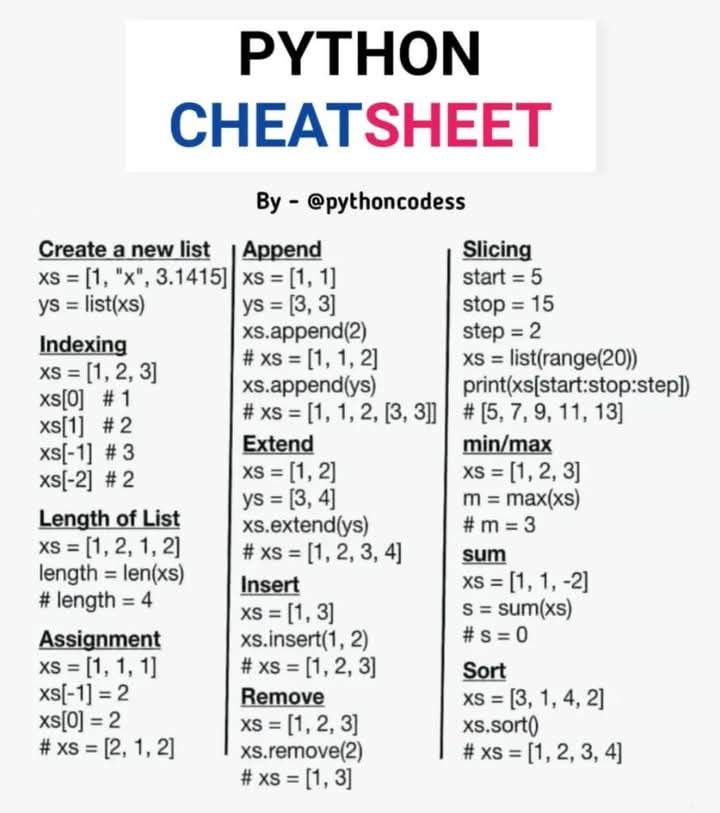 PYTHON
CHEATSHEET
By - @pythoncodess
Create a new list
xs = [1, "x", 3.1415]
ys = list(xs)
Indexing
xs = [1, 2, 3]
xs[0] # 1
xs[1] # 2
xs[-1] # 3
xs[-2] # 2
Length of List
xs = [1, 2, 1, 2]
length = len(xs)
# length = 4
Assignment
xs = [1, 1, 1]
xs[-1] = 2
xs[0] = 2
# xs = [2, 1, 2]
Append
xs = [1, 1]
ys = [3, 3]
xs.append(2)
# xs = [1, 1, 2]
xs.append(ys)
# xs = [1, 1, 2, [3, 3]]
Extend
xs = [1, 2]
ys = [3, 4]
xs.extend(ys)
# xs = [1, 2, 3, 4]
Insert
xs = [1, 3]
xs.insert(1, 2)
# xs = [1, 2, 3]
Remove
xs = [1, 2, 3]
xs.remove(2)
# xs = [1, 3]
Slicing
start = 5
stop = 15
step = 2
xs = list(range(20))
print(xs[start:stop:step])
# [5, 7, 9, 11, 13]
min/max
xs = [1, 2, 3]
m = max(xs)
# m = 3
sum
xs = [1, 1, -2]
s = sum(xs)
# s = 0
Sort
xs = [3, 1, 4, 2]
xs.sort()
# xs = [1, 2, 3, 4]